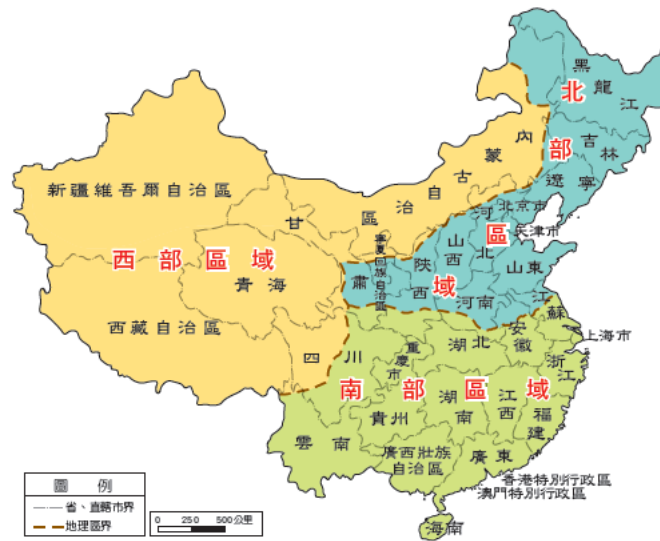 黑龍江
北部區域
吉林
遼寧
內蒙古自治區
新疆維吾爾自治區
甘肅
寧夏回族自治區
北京市
天津市
河北
山西
山東
陝西
河南
西部區域
青海
西藏自治區
江蘇
安徽
上海市
四川
重慶市
湖北
浙江
南部區域
湖南
江西
福建
貴州
雲南
廣西壯族
自治區
廣東
香港特別行政區
澳門特別行政區
海南
圖例
省、直轄市界
地理區界
0 250 500公里